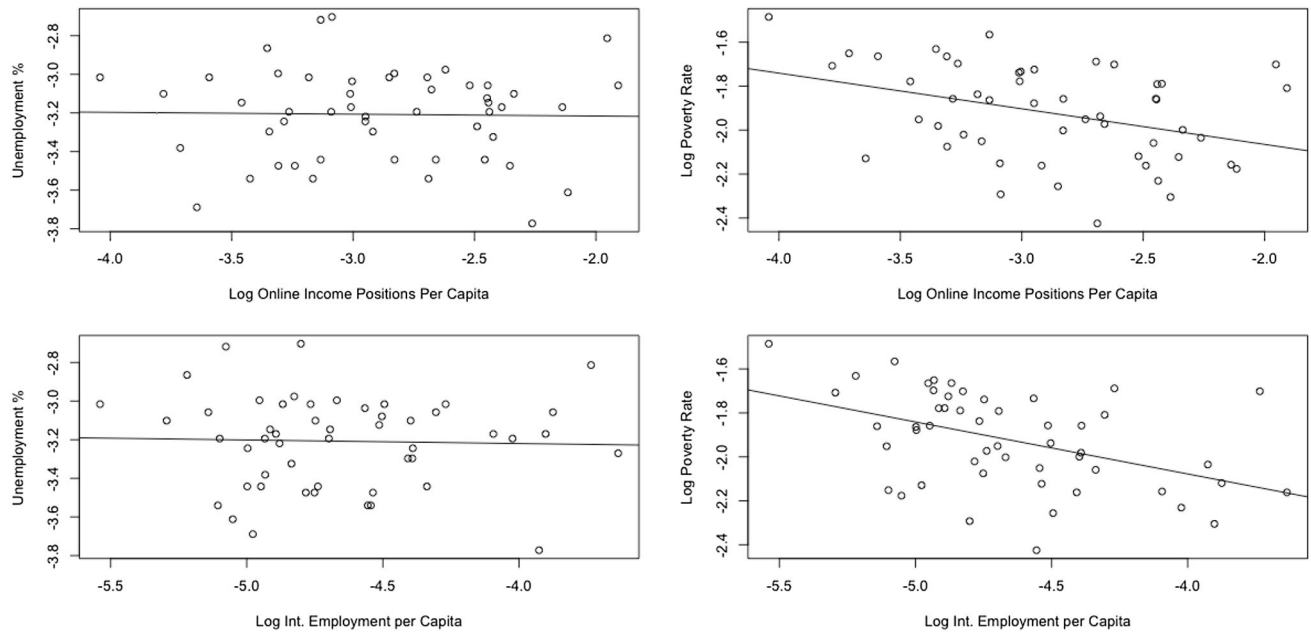 Unemployment %
-2.8
-3.0
-3.2
-3.4
-3.6
-3.8
-4.0 -3.5 -3.0 -2.5 -2.0
Log Online Income Positions Per Capita
Log Poverty Rate
-1.6
-1.8
-2.0
-2.2
-2.4
-4.0 -3.5 -3.0 -2.5 -2.0
Log Online Income Positions Per Capita
Unemployment %
-2.8
-3.0
-3.2
-3.4
-3.6
-3.8
-5.5 -5.0 -4.5 -4.0
Log Int. Employment per Capita
Log Poverty Rate
-1.6
-1.8
-2.0
-2.2
-2.4
-5.5 -5.0 -4.5 -4.0
Log Int. Employment per Capita